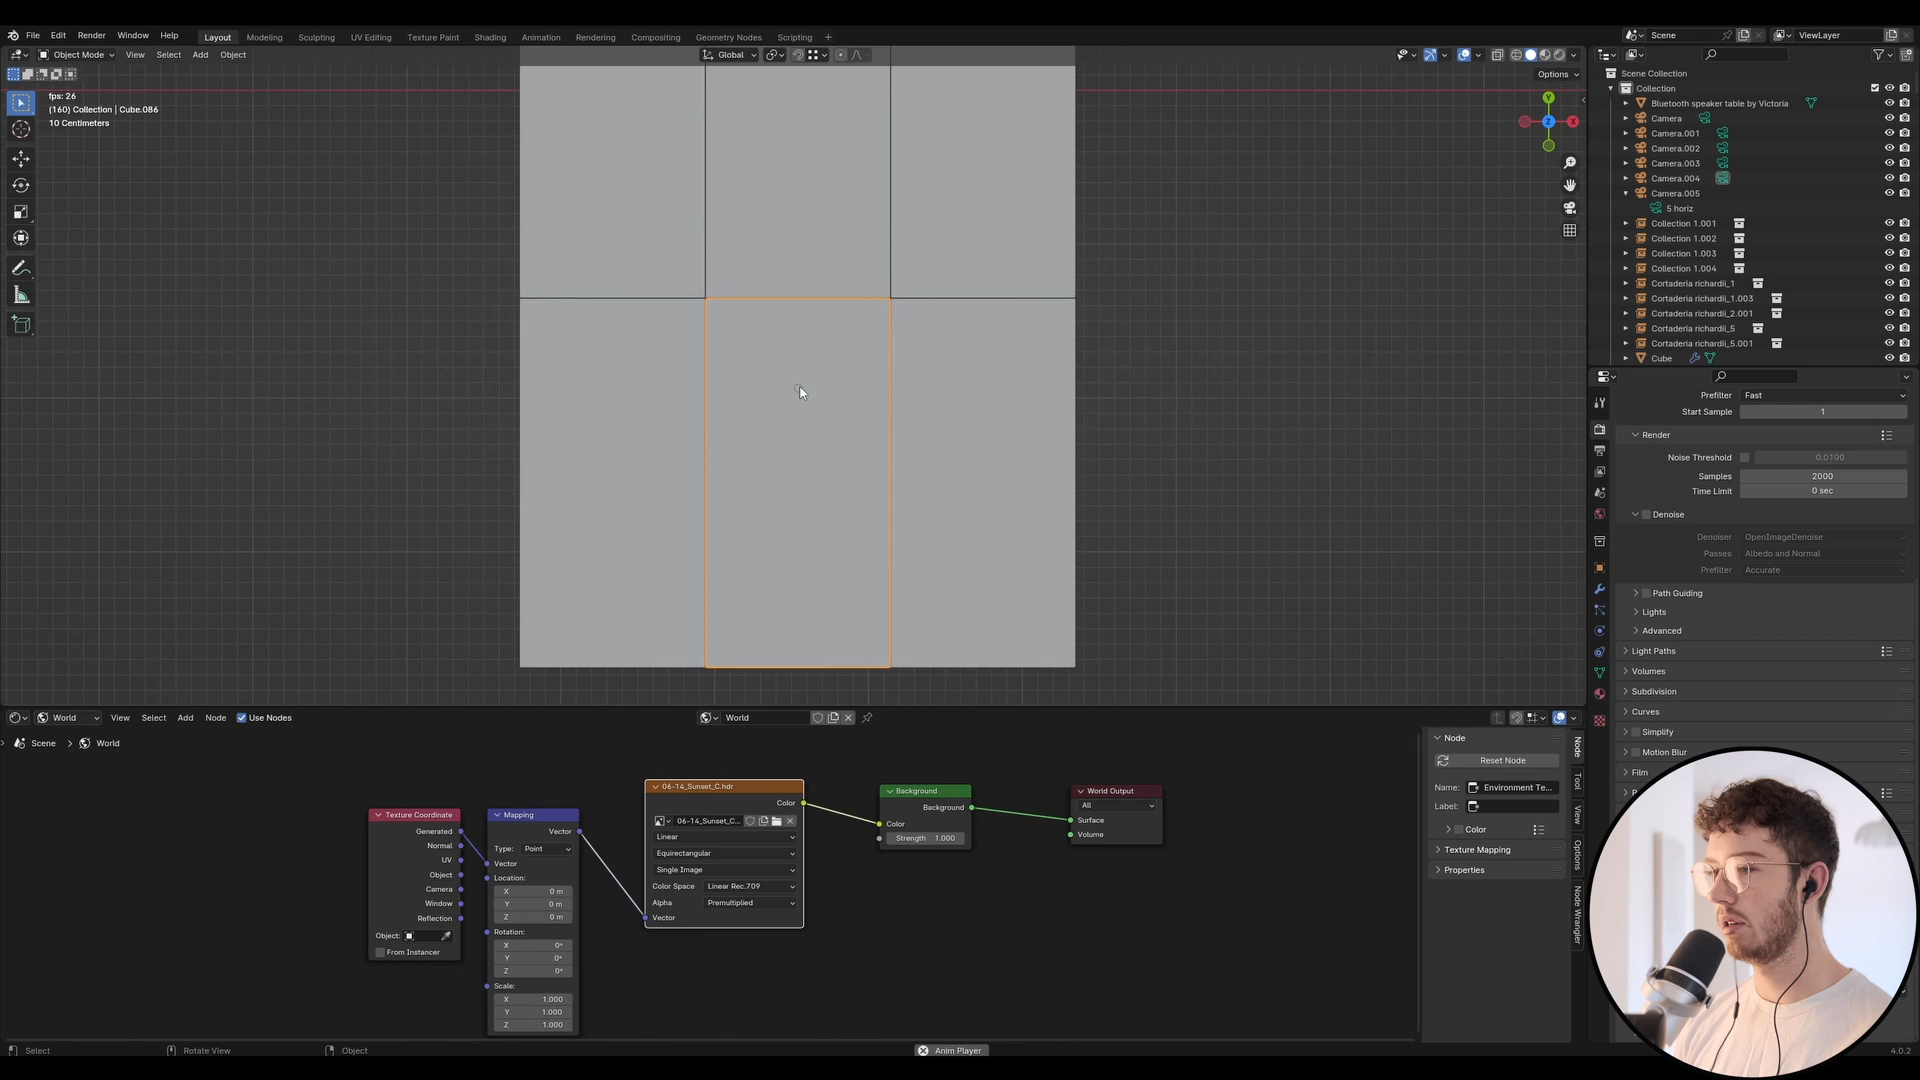 File Edit Render Window Help
Layout Modeling Sculpting UV Editing Texture Paint Shading Animation Rendering Compositing Geometry Nodes Scripting +
Scene
ViewLayer
Object Mode View Select Add Object
Global
Options
fps: 26
(160) Collection | Cube.086
10 Centimeters
Y
Z
X
Scene Collection
Collection
Bluetooth speaker table by Victoria
Camera
Camera.001
Camera.002
Camera.003
Camera.004
Camera.005
5 horiz
Collection 1.001
Collection 1.002
Collection 1.003
Collection 1.004
Cortaderia richardii_1
Cortaderia richardii_1.003
Cortaderia richardii_2.001
Cortaderia richardii_5
Cortaderia richardii_5.001
Cube
Prefilter Fast
Start Sample 1
Render
Noise Threshold 0.0100
Samples 2000
Time Limit 0 sec
Denoise
Denoiser OpenImageDenoise
Passes Albedo and Normal
Prefilter Accurate
Path Guiding
Lights
Advanced
Light Paths
Volumes
Subdivision
Curves
Simplify
Motion Blur
Film
World View Select Add Node Use Nodes
World
Scene > World
Texture Coordinate
Generated
Normal
UV
Object
Camera
Window
Reflection
Object:
From Instancer
Mapping
Vector
Type: Point
Vector
Location:
X 0 m
Y 0 m
Z 0 m
Rotation:
X 0°
Y 0°
Z 0°
Scale:
X 1.000
Y 1.000
Z 1.000
06-14_Sunset_C.hdr
Color
06-14_Sunset_C...
Linear
Equirectangular
Single Image
Color Space Linear Rec.709
Alpha Premultiplied
Vector
Background
Background
Color
Strength 1.000
World Output
All
Surface
Volume
Node
Reset Node
Name: Environment Te...
Label:
Color
Texture Mapping
Properties
Node
Tool
View
Options
Node Wrangler
Select
Rotate View
Object
Anim Player
4.0.2